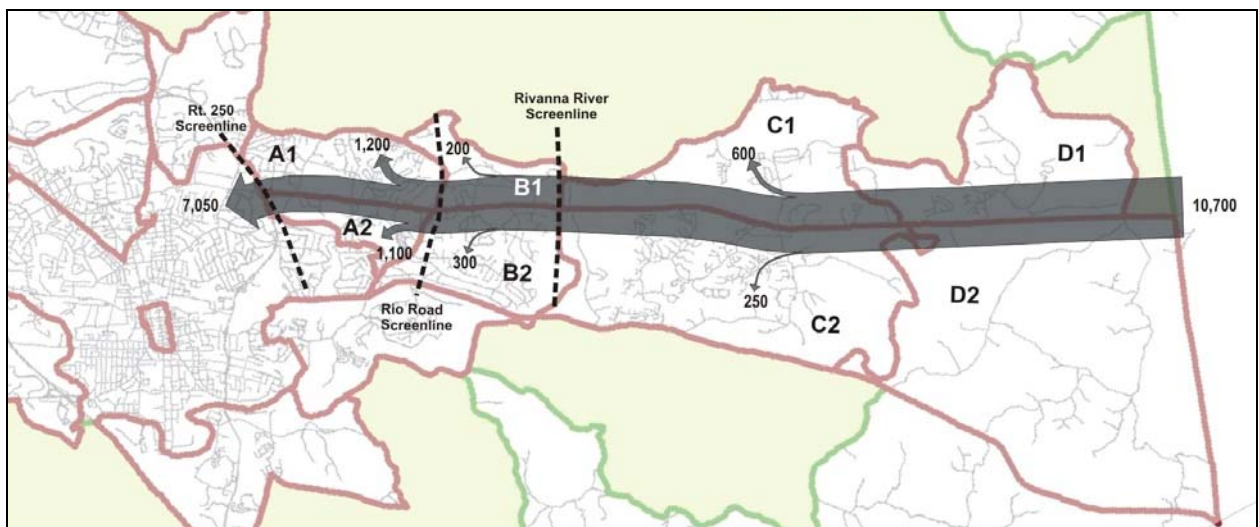 Rt. 250
Screenline
A1
1,200
200
Rivanna River
Screenline
B1
C1
600
D1
7,050
10,700
A2
1,100
300
B2
250
C2
D2
Rio Road
Screenline